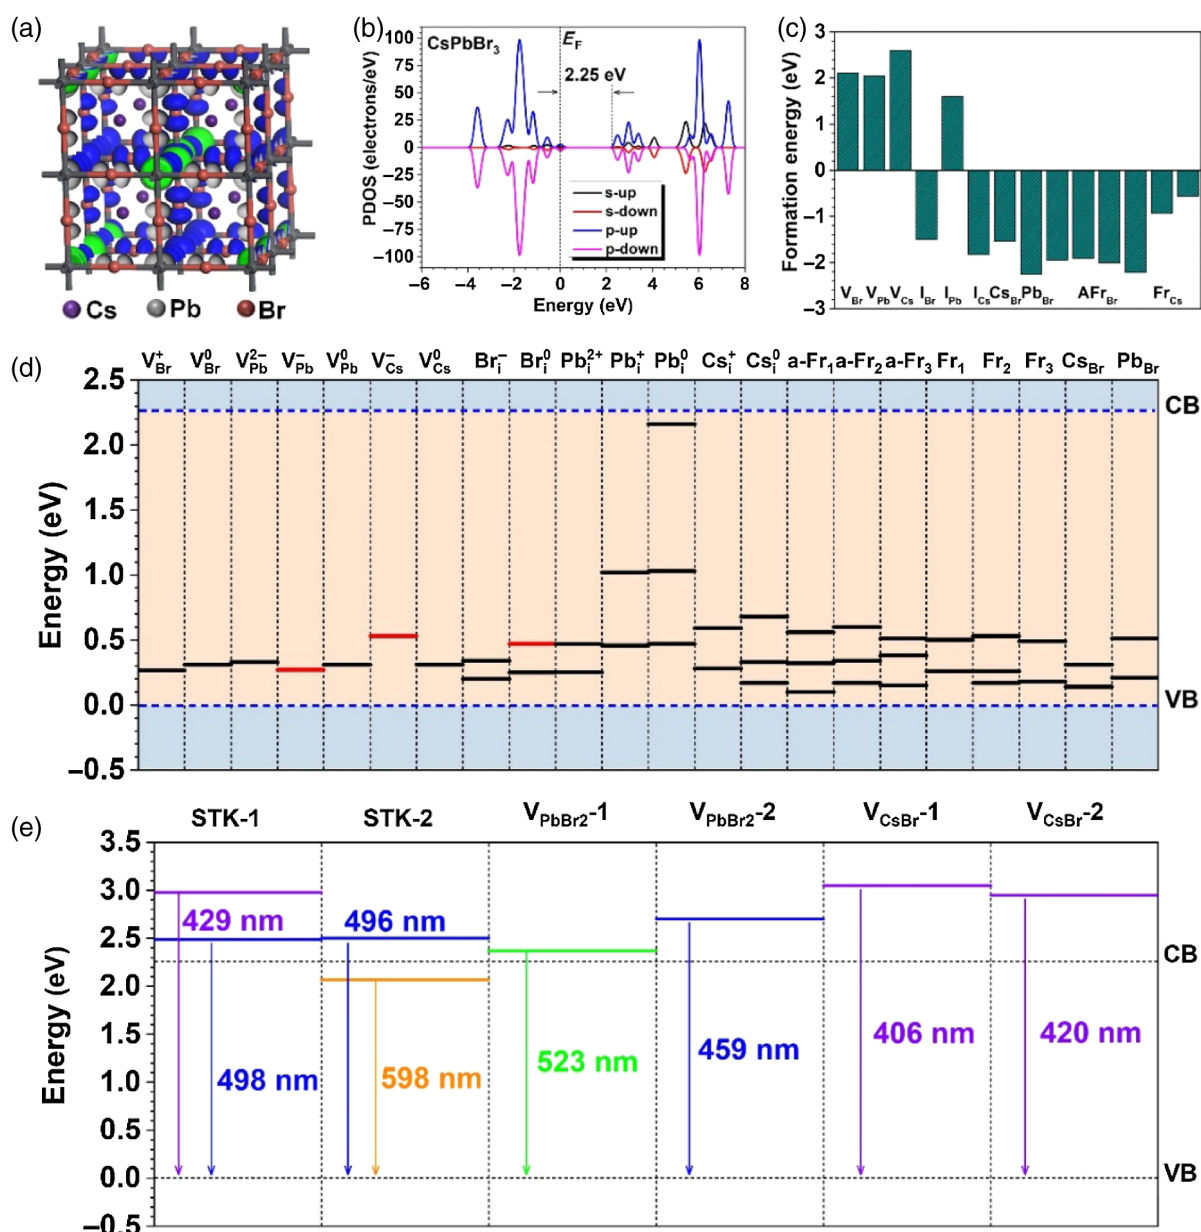 (a)
Cs Pb Br
(b)
CsPbBr3
EF
2.25 eV
PDOS (electrons/eV)
100
75
50
25
0
−25
−50
−75
−100
s-up
s-down
p-up
p-down
−6 −4 −2 0 2 4 6 8
Energy (eV)
(c)
Formation energy (eV)
3
2
1
0
−1
−2
−3
VBr VPb VCs IBr IPb ICs CsBr PbBr AFrBr FrCs
(d)
V+Br V0Br V2−Pb V−Pb V0Pb V−Cs V0Cs Br−i Br0i Pb2+i Pb+i Pb0i Cs+i Cs0i a-Fr1 a-Fr2 a-Fr3 Fr1 Fr2 Fr3 CsBr PbBr
Energy (eV)
2.5
2.0
1.5
1.0
0.5
0.0
−0.5
CB
VB
(e)
STK-1 STK-2 VPbBr2-1 VPbBr2-2 VCsBr-1 VCsBr-2
Energy (eV)
3.5
3.0
2.5
2.0
1.5
1.0
0.5
0.0
−0.5
429 nm
498 nm
496 nm
598 nm
523 nm
459 nm
406 nm
420 nm
CB
VB